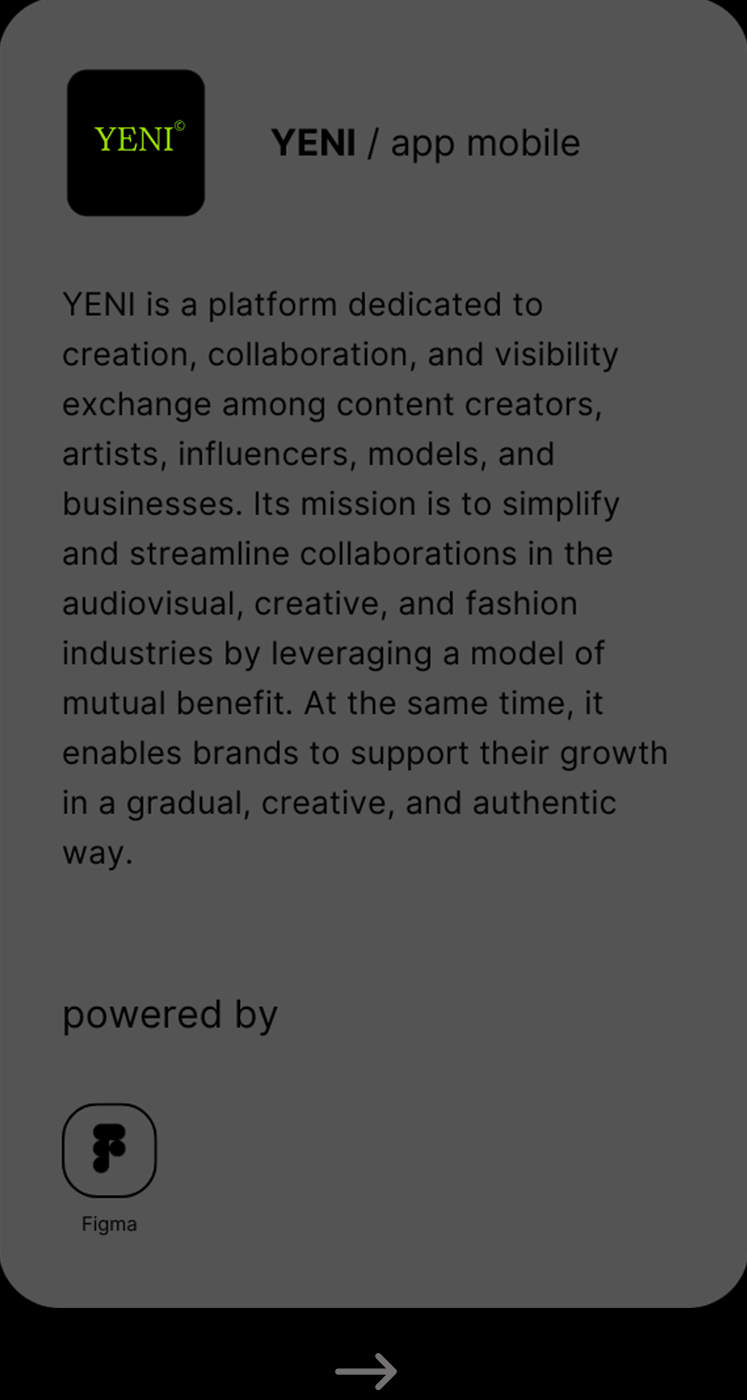 YENI©
YENI / app mobile
YENI is a platform dedicated to
creation, collaboration, and visibility
exchange among content creators,
artists, influencers, models, and
businesses. Its mission is to simplify
and streamline collaborations in the
audiovisual, creative, and fashion
industries by leveraging a model of
mutual benefit. At the same time, it
enables brands to support their growth
in a gradual, creative, and authentic
way.
powered by
Figma